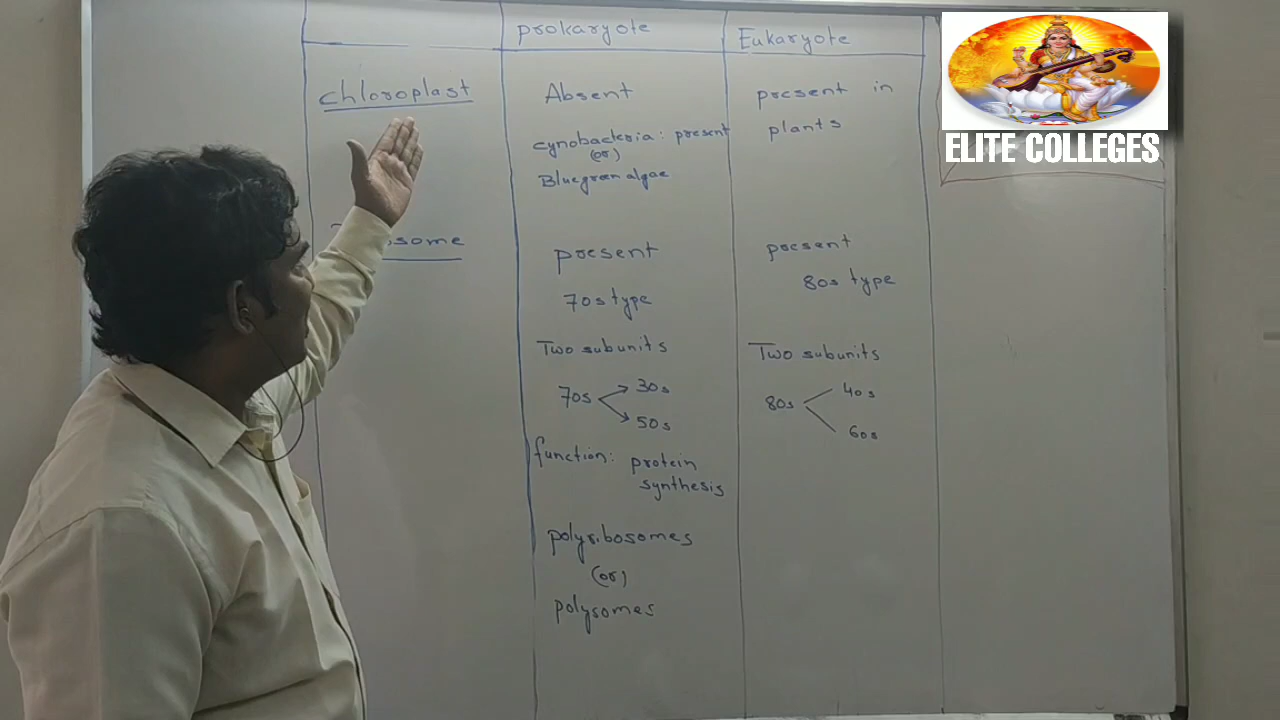 prokaryote
Eukaryote
chloroplast
Absent
present in
plants
cynobacteria: present
(or)
Bluegreen algae
present
present
70s type
80s type
Two subunits
Two subunits
70s
30s
50s
80s
40s
60s
function: protein
synthesis
polyribosomes
(or)
polysomes
ELITE COLLEGES